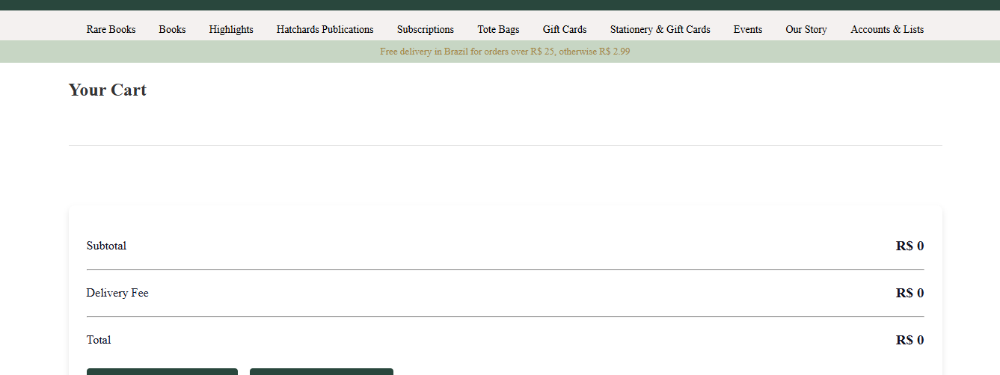 Rare Books Books Highlights Hatchards Publications Subscriptions Tote Bags Gift Cards Stationery & Gift Cards Events Our Story Accounts & Lists
Free delivery in Brazil for orders over R$ 25, otherwise R$ 2.99
Your Cart
Subtotal R$ 0
Delivery Fee R$ 0
Total R$ 0